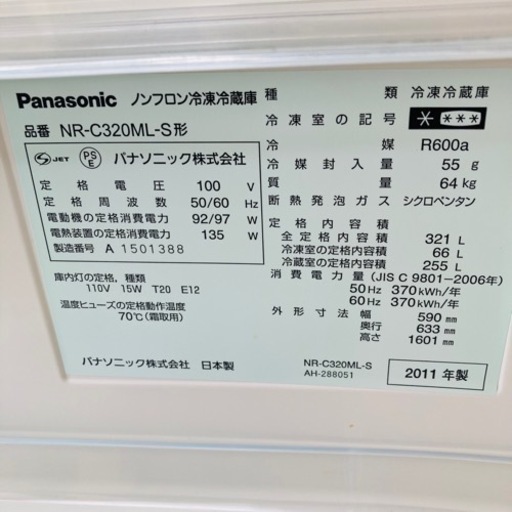 Panasonic ノンフロン冷凍冷蔵庫
品番 NR-C320ML-S形
S JET PS E パナソニック株式会社
定格電圧 100 V
定格周波数 50/60 Hz
電動機の定格消費電力 92/97 W
電熱装置の定格消費電力 135 W
製造番号 A 1501388
庫内灯の定格, 種類
110V 15W T20 E12
温度ヒューズの定格動作温度
70℃(霜取用)
パナソニック株式会社 日本製
種類 冷凍冷蔵庫
冷凍室の記号 * ***
冷媒 R600a
冷媒封入量 55 g
質量 64 kg
断熱発泡ガス シクロペンタン
定格内容積
全定格内容積 321 L
冷凍室の定格内容積 66 L
冷蔵室の定格内容積 255 L
消費電力量 (JIS C 9801-2006年)
50Hz 370 kWh/年
60Hz 370 kWh/年
外形寸法 幅 590 mm
奥行 633 mm
高さ 1601 mm
NR-C320ML-S
AH-288051
2011 年製